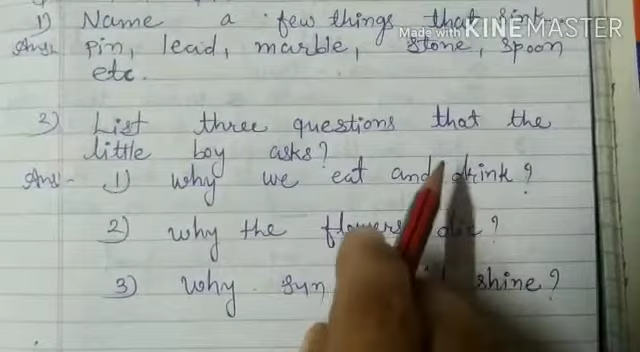 1) Name a few things that sink
Made with KINEMASTER
Ans:- pin, lead, marble, stone, spoon
etc.
3) List three questions that the
little boy asks?
Ans- 1) why we eat and drink?
2) why the flowers die?
3) why sun shine?